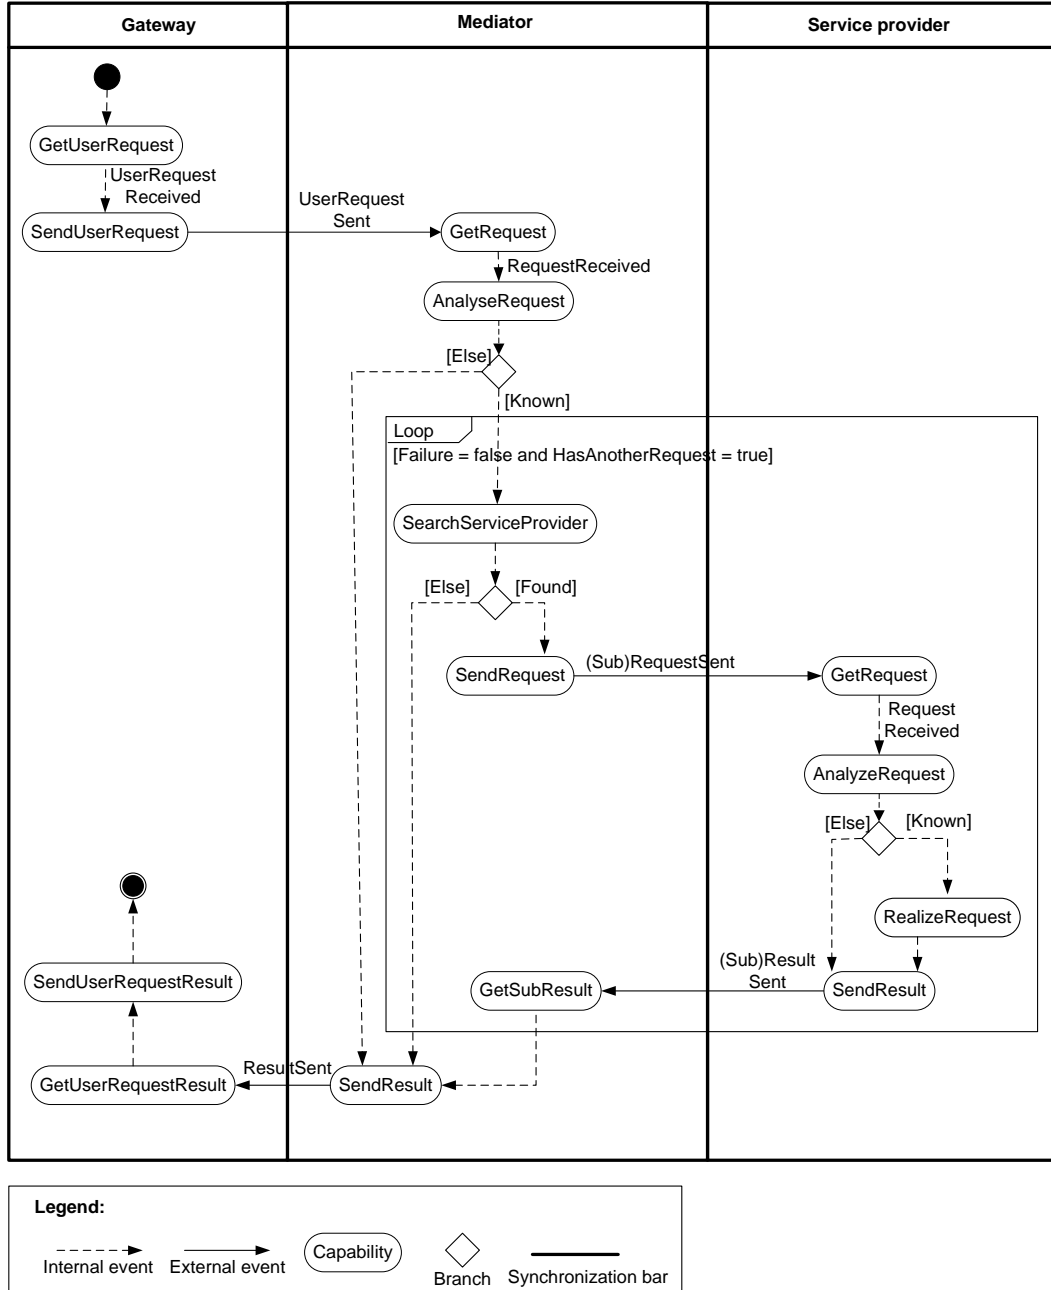 Gateway
Mediator
Service provider
GetUserRequest
UserRequest
Received
SendUserRequest
UserRequest
Sent
GetRequest
RequestReceived
AnalyseRequest
[Else]
[Known]
Loop
[Failure = false and HasAnotherRequest = true]
SearchServiceProvider
[Else]
[Found]
SendRequest
(Sub)RequestSent
GetRequest
Request
Received
AnalyzeRequest
[Else]
[Known]
RealizeRequest
SendUserRequestResult
GetSubResult
(Sub)Result
Sent
SendResult
GetUserRequestResult
ResultSent
SendResult
Legend:
Internal event
External event
Capability
Branch
Synchronization bar